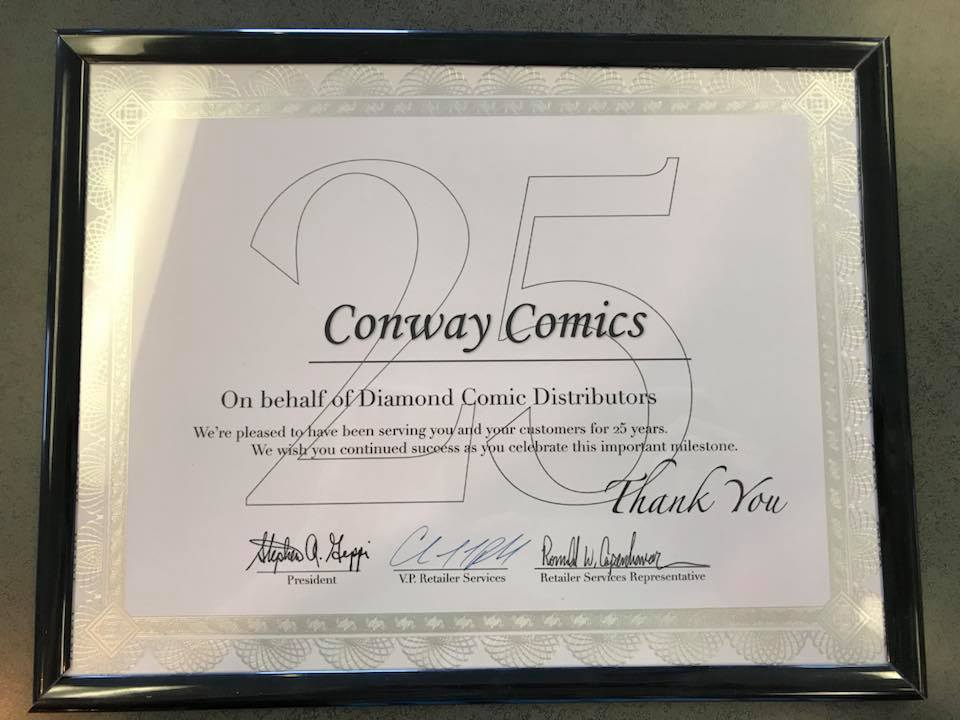 25
Conway Comics
On behalf of Diamond Comic Distributors
We're pleased to have been serving you and your customers for 25 years.
We wish you continued success as you celebrate this important milestone.
Thank You
Stephen A. Geppi
President
V.P. Retailer Services
Retailer Services Representative